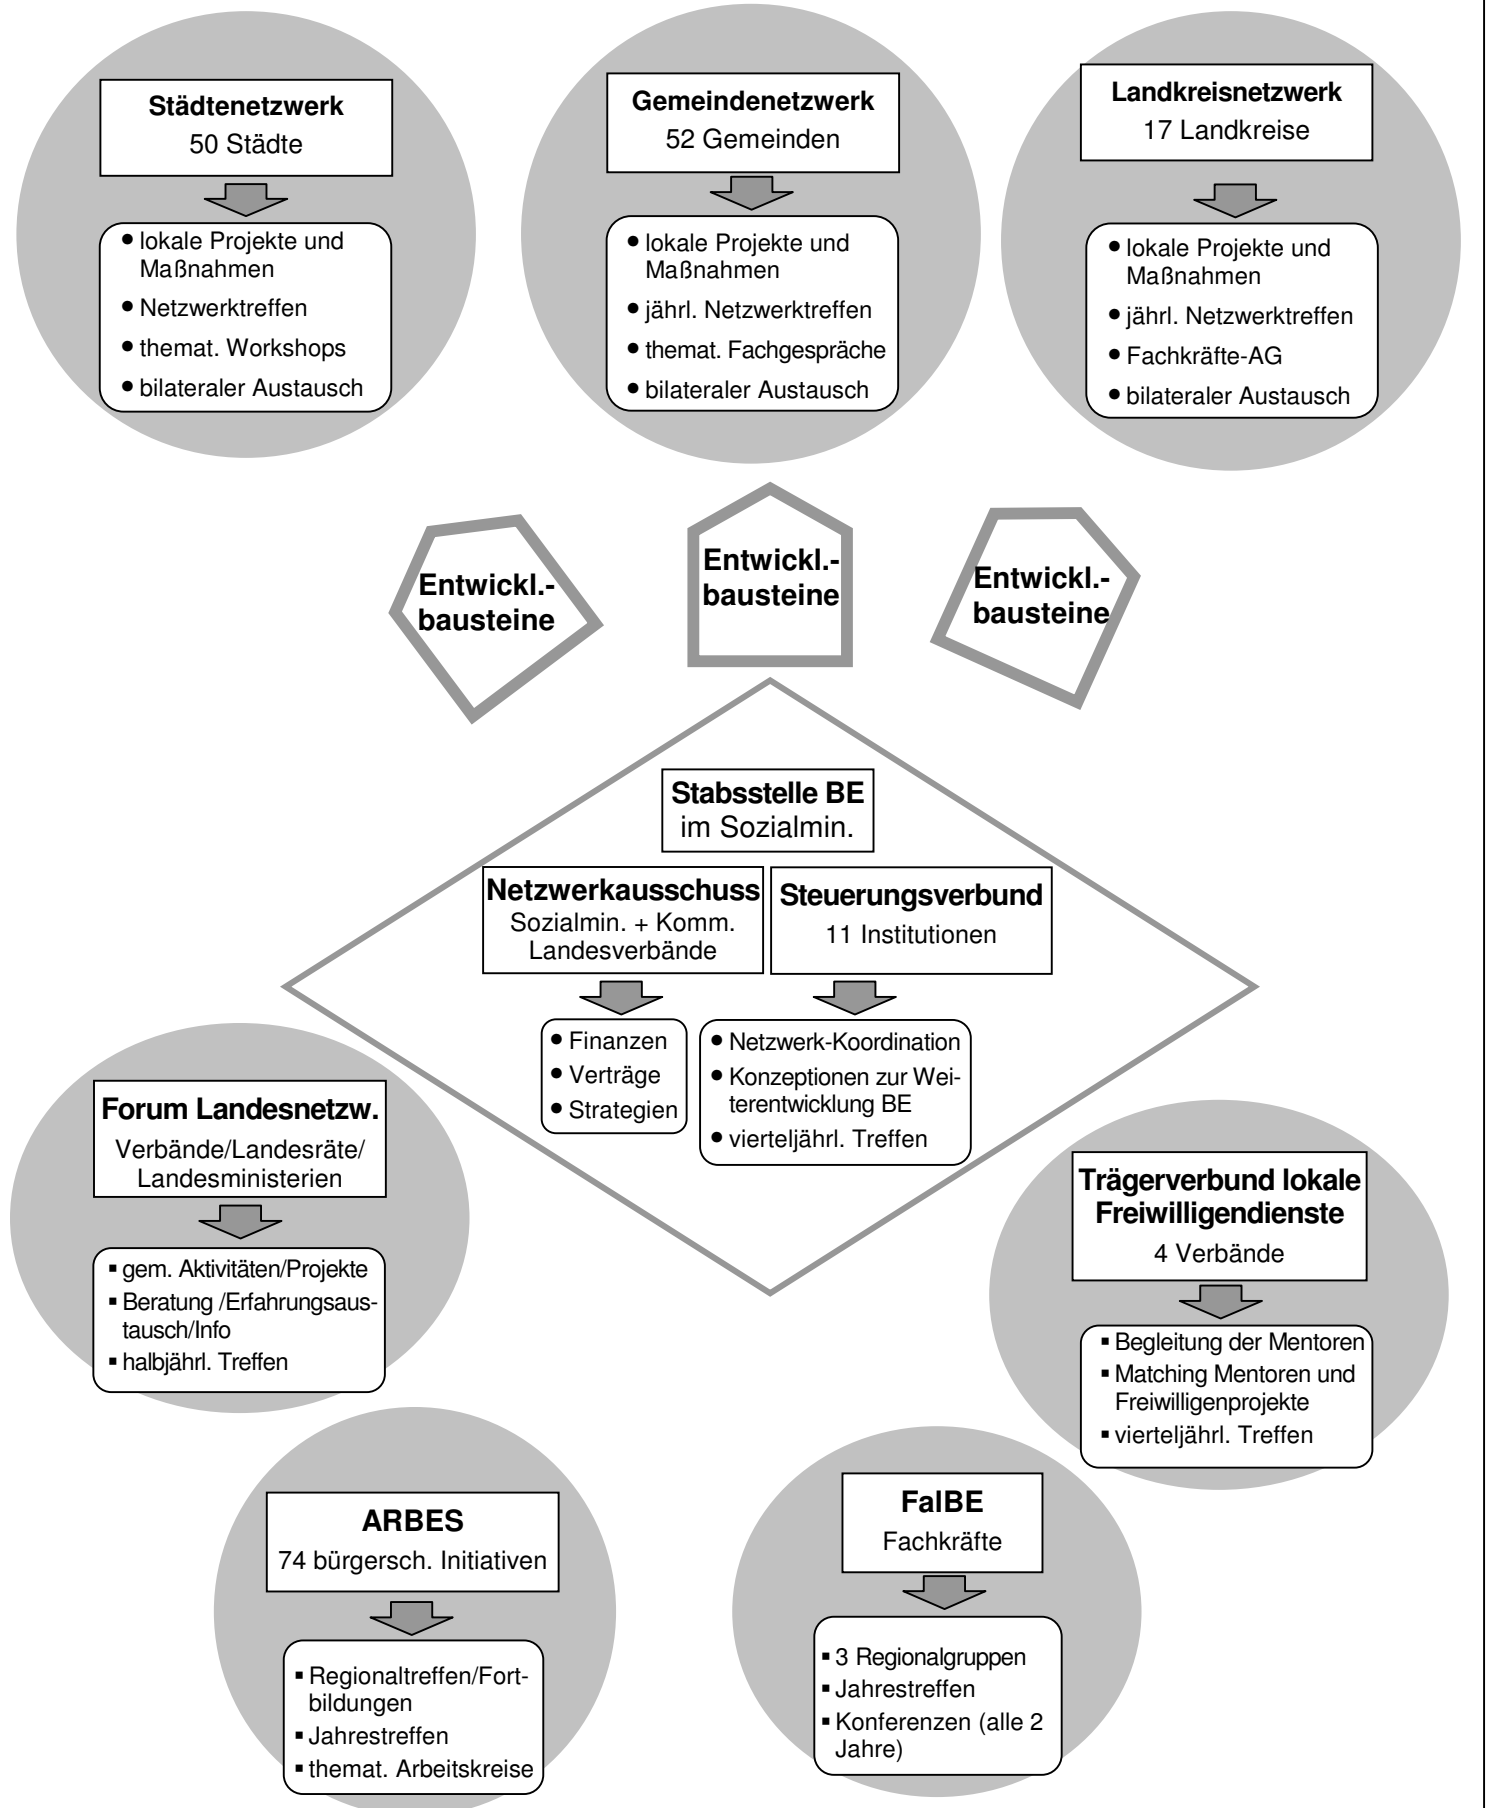 Städtenetzwerk
50 Städte
• lokale Projekte und
Maßnahmen
• Netzwerktreffen
• themat. Workshops
• bilateraler Austausch
Gemeindenetzwerk
52 Gemeinden
• lokale Projekte und
Maßnahmen
• jährl. Netzwerktreffen
• themat. Fachgespräche
• bilateraler Austausch
Landkreisnetzwerk
17 Landkreise
• lokale Projekte und
Maßnahmen
• jährl. Netzwerktreffen
• Fachkräfte-AG
• bilateraler Austausch
Entwickl.-
bausteine
Entwickl.-
bausteine
Entwickl.-
bausteine
Stabsstelle BE
im Sozialmin.
Netzwerkausschuss
Sozialmin. + Komm.
Landesverbände
• Finanzen
• Verträge
• Strategien
Steuerungsverbund
11 Institutionen
• Netzwerk-Koordination
• Konzeptionen zur Wei-
terentwicklung BE
• vierteljährl. Treffen
Forum Landesnetzw.
Verbände/Landesräte/
Landesministerien
▪ gem. Aktivitäten/Projekte
▪ Beratung /Erfahrungsaus-
tausch/Info
▪ halbjährl. Treffen
Trägerverbund lokale
Freiwilligendienste
4 Verbände
▪ Begleitung der Mentoren
▪ Matching Mentoren und
Freiwilligenprojekte
▪ vierteljährl. Treffen
ARBES
74 bürgersch. Initiativen
▪ Regionaltreffen/Fort-
bildungen
▪ Jahrestreffen
▪ themat. Arbeitskreise
FalBE
Fachkräfte
▪ 3 Regionalgruppen
▪ Jahrestreffen
▪ Konferenzen (alle 2
Jahre)